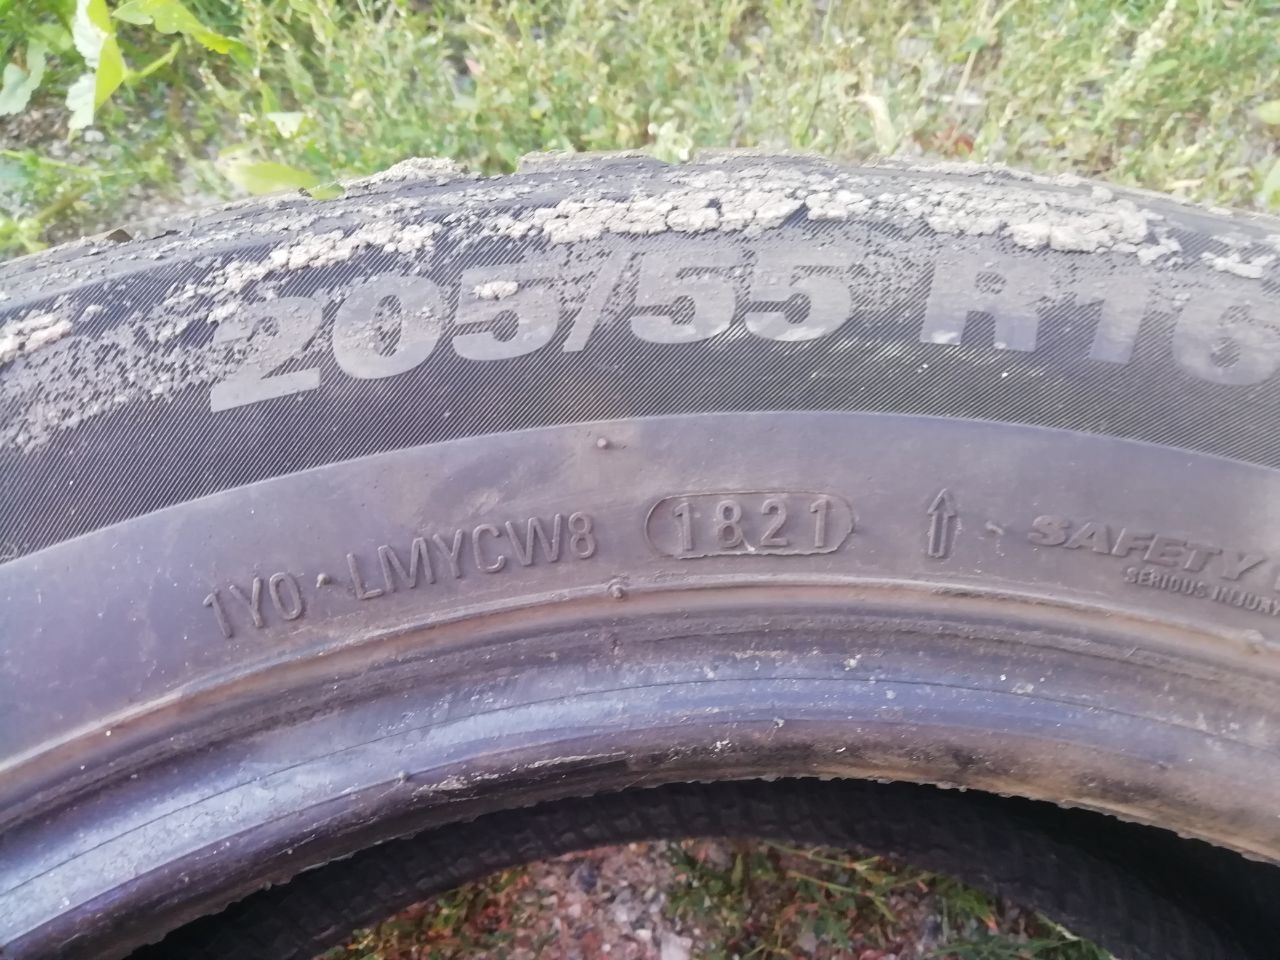 205/55 R16
1Y0 LMYCW8 1821 SAFETY
SERIOUS INJURY